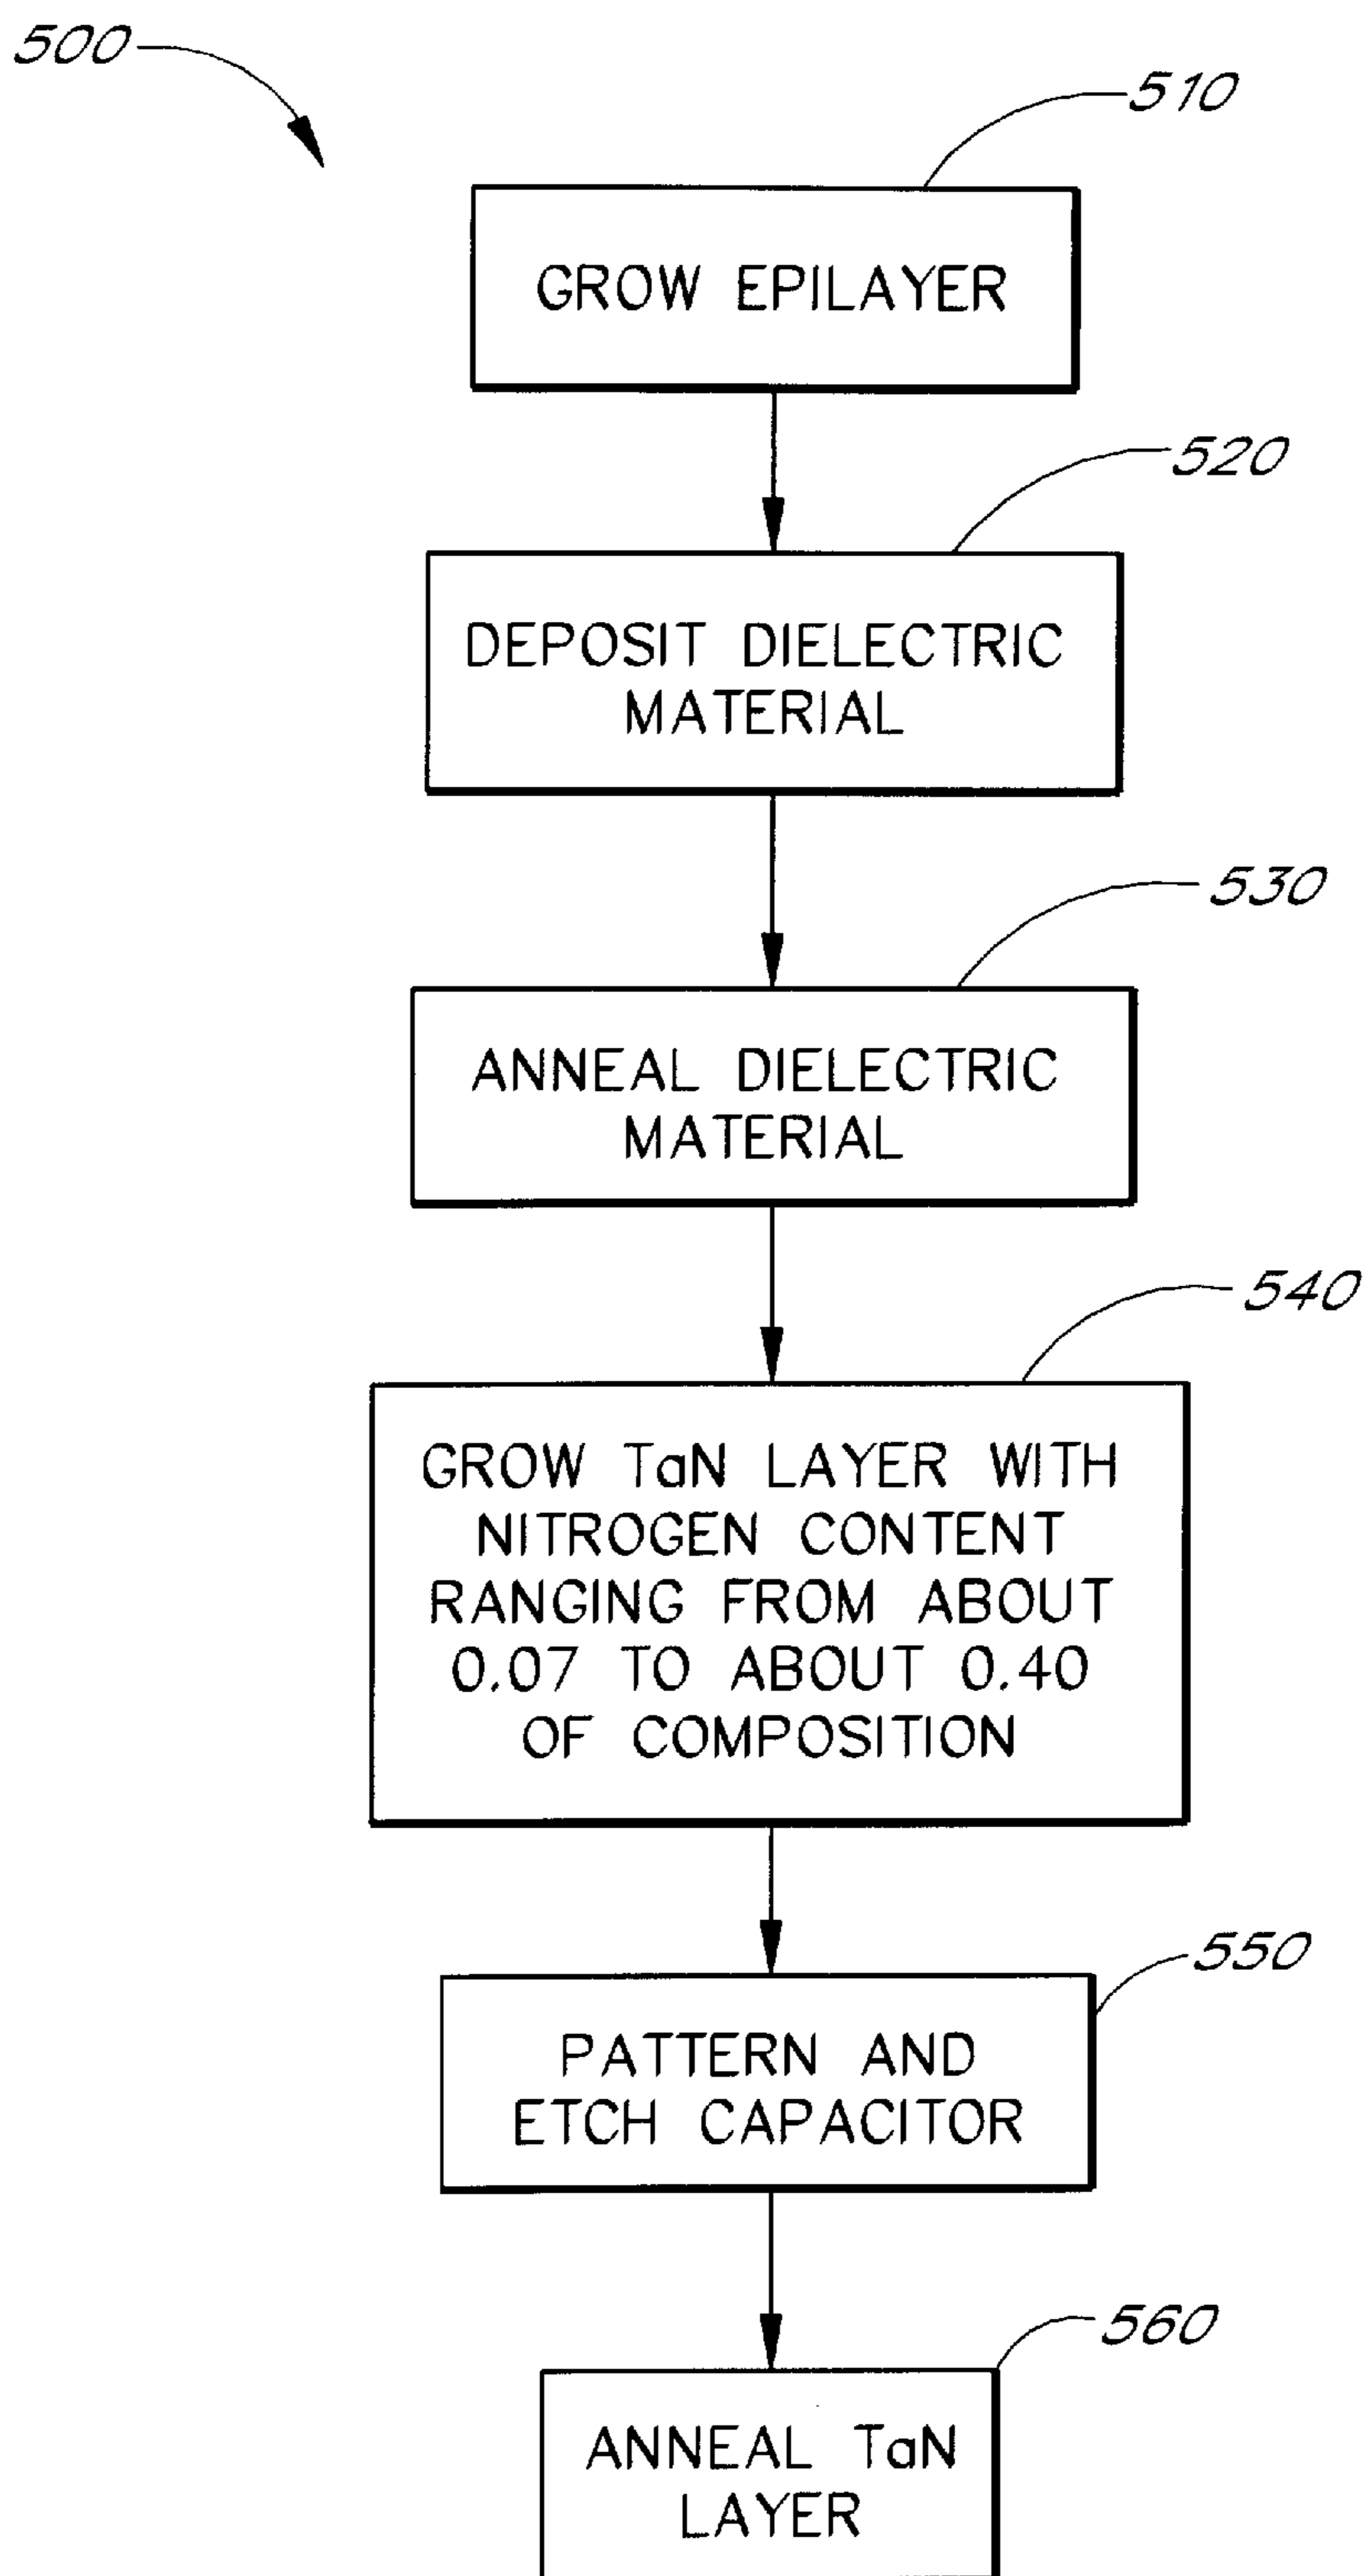 500
510
GROW EPILAYER
520
DEPOSIT DIELECTRIC
MATERIAL
530
ANNEAL DIELECTRIC
MATERIAL
540
GROW TaN LAYER WITH
NITROGEN CONTENT
RANGING FROM ABOUT
0.07 TO ABOUT 0.40
OF COMPOSITION
550
PATTERN AND
ETCH CAPACITOR
560
ANNEAL TaN
LAYER